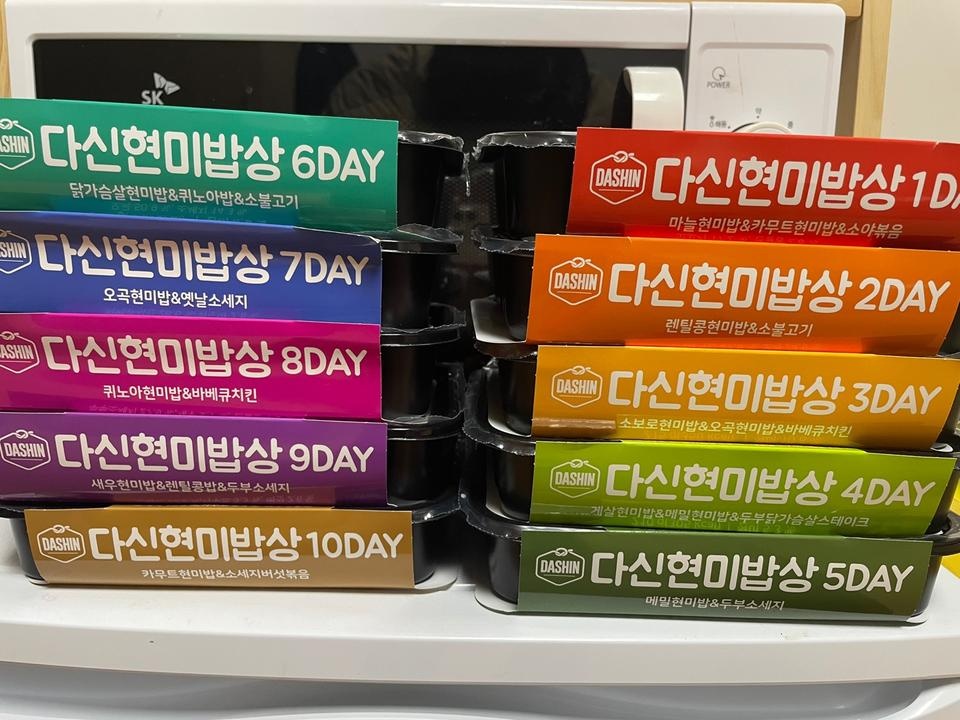 SK
POWER
DASHIN
다신현미밥상 6DAY
닭가슴살현미밥&퀴노아밥&소불고기
DASHIN
다신현미밥상 7DAY
오곡현미밥&옛날소세지
DASHIN
다신현미밥상 8DAY
퀴노아현미밥&바베큐치킨
DASHIN
다신현미밥상 9DAY
새우현미밥&렌틸콩밥&두부소세지
DASHIN
다신현미밥상 10DAY
카무트현미밥&소세지버섯볶음
DASHIN
다신현미밥상 1DA
마늘현미밥&카무트현미밥&소야볶음
DASHIN
다신현미밥상 2DAY
렌틸콩현미밥&소불고기
DASHIN
다신현미밥상 3DAY
소보로현미밥&오곡현미밥&바베큐치킨
DASHIN
다신현미밥상 4DAY
게살현미밥&메밀현미밥&두부닭가슴살스테이크
DASHIN
다신현미밥상 5DAY
메밀현미밥&두부소세지